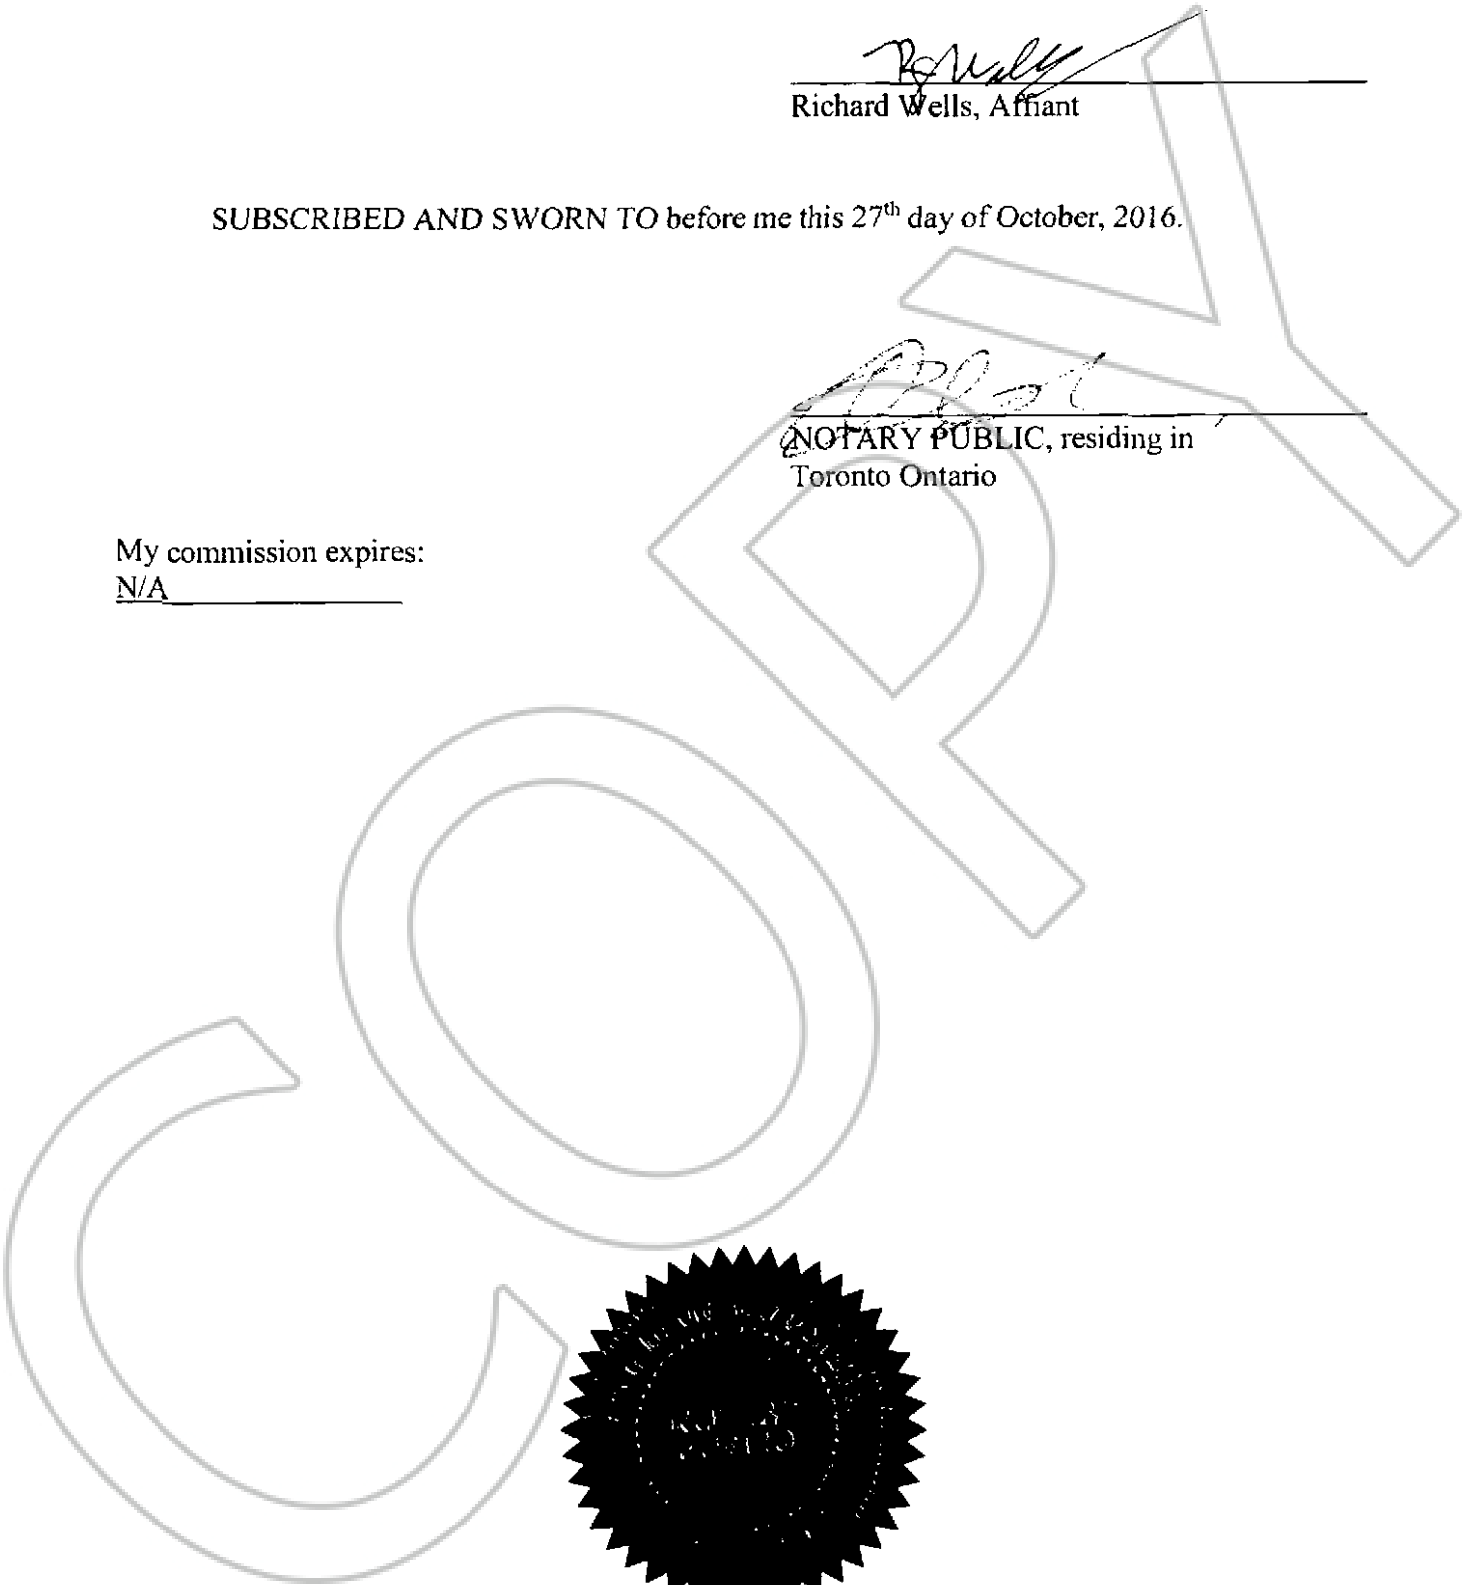 Richard Wells, Affiant
SUBSCRIBED AND SWORN TO before me this 27th day of October, 2016.
NOTARY PUBLIC, residing in
Toronto Ontario
My commission expires:
N/A
COPY